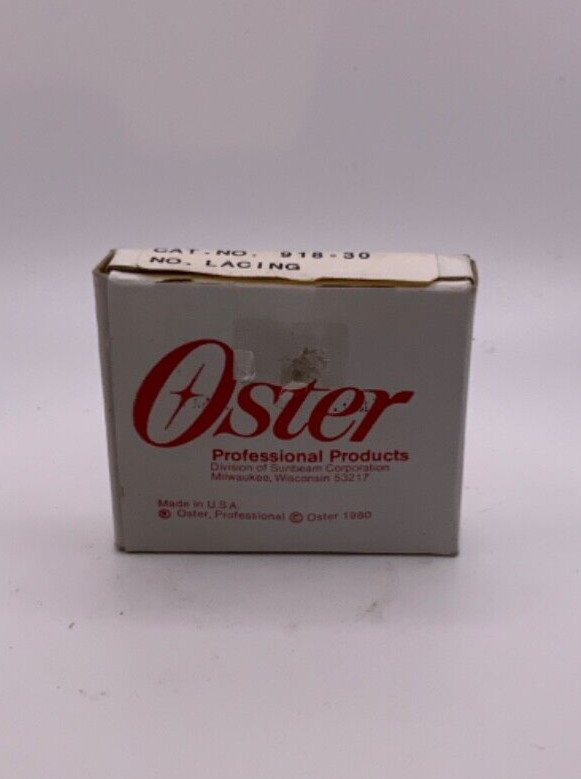 CAT. NO. 918-30
NO. LACING
Oster
Professional Products
Division of Sunbeam Corporation
Milwaukee, Wisconsin 53217
Made in U.S.A.
® Oster, Professional © Oster 1980